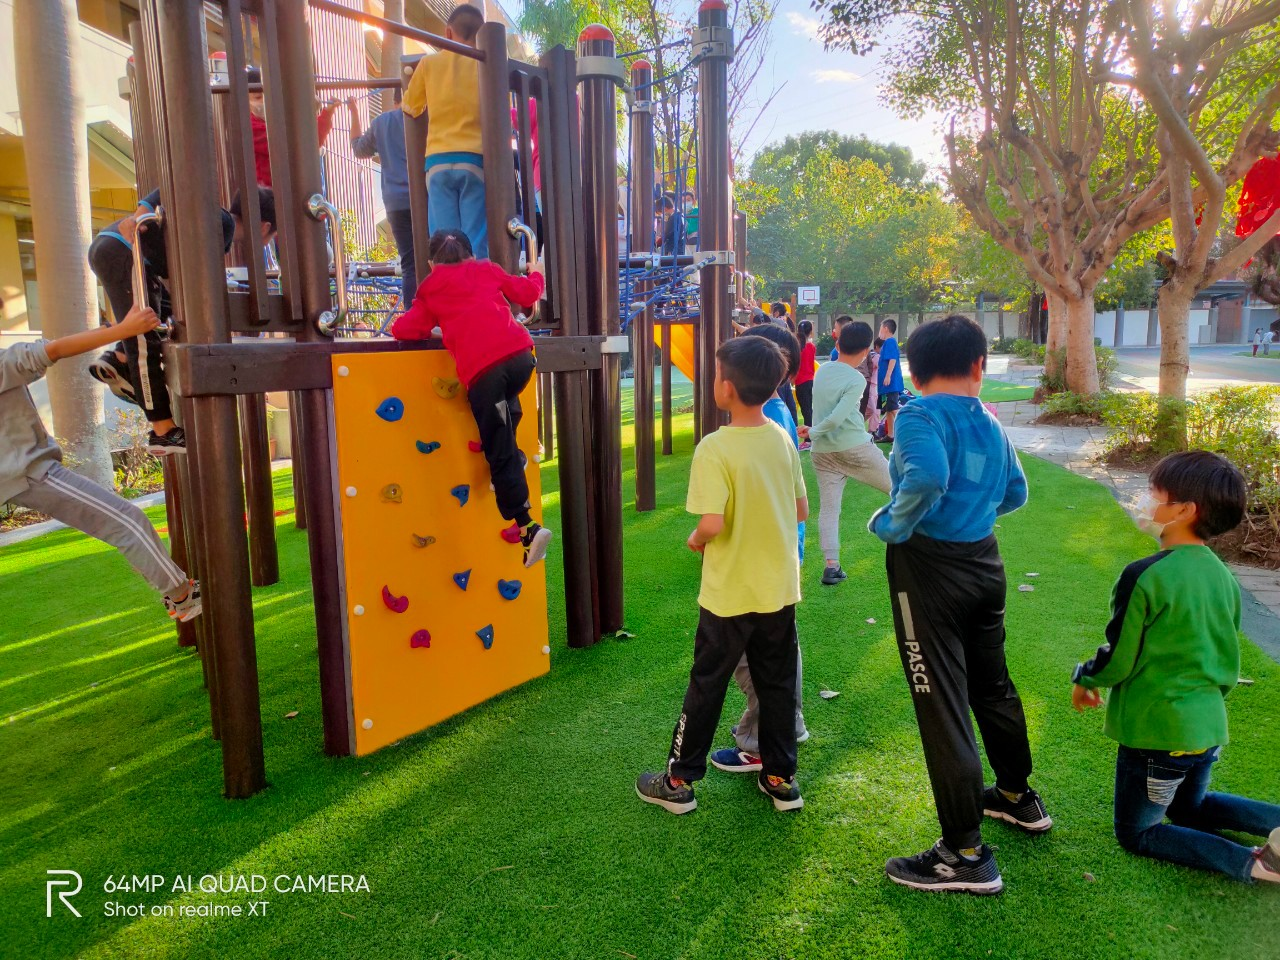 PASCE
SPORT
64MP AI QUAD CAMERA
Shot on realme XT